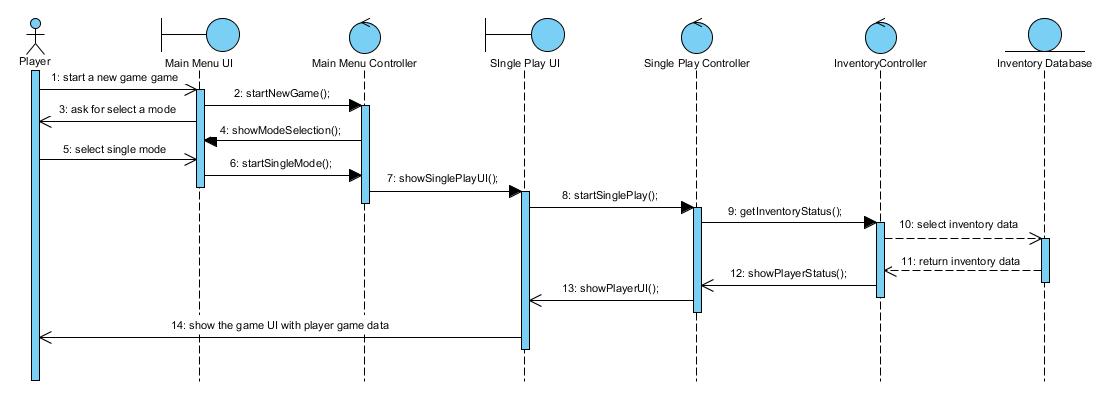 Player
Main Menu UI
Main Menu Controller
SIngle Play UI
Single Play Controller
InventoryController
Inventory Database
1: start a new game game
2: startNewGame();
3: ask for select a mode
4: showModeSelection();
5: select single mode
6: startSingleMode();
7: showSinglePlayUI();
8: startSinglePlay();
9: getInventoryStatus();
10: select inventory data
11: return inventory data
12: showPlayerStatus();
13: showPlayerUI();
14: show the game UI with player game data